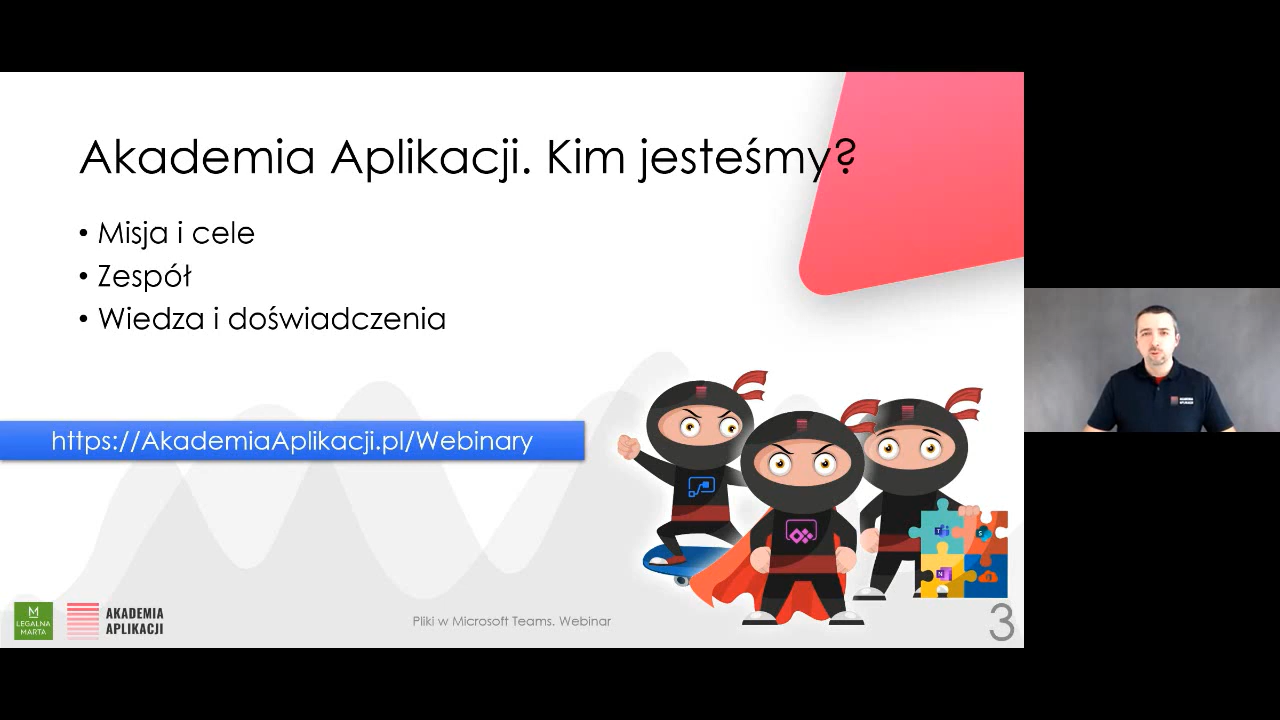 Akademia Aplikacji. Kim jesteśmy?
• Misja i cele
• Zespół
• Wiedza i doświadczenia
https://AkademiaAplikacji.pl/Webinary
M
LEGALNA
MARTA
AKADEMIA
APLIKACJI
Pliki w Microsoft Teams. Webinar
3